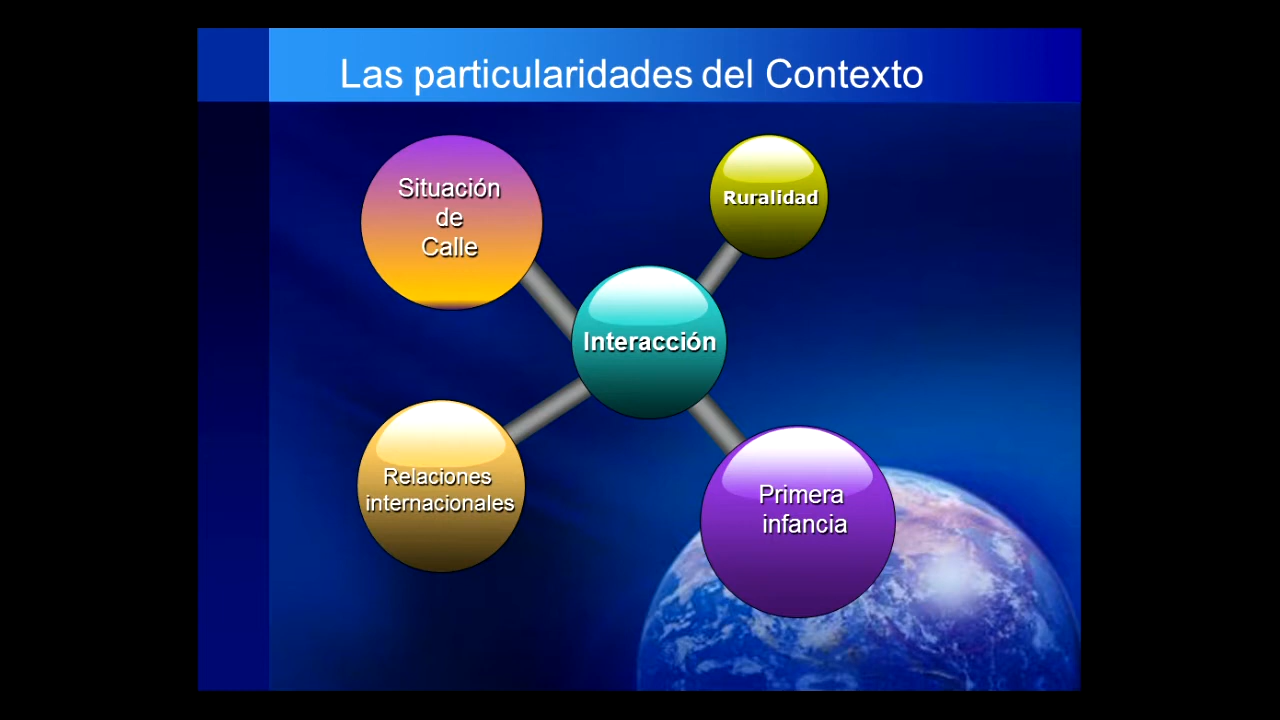 Las particularidades del Contexto
Situación
de
Calle
Ruralidad
Interacción
Relaciones
internacionales
Primera
infancia